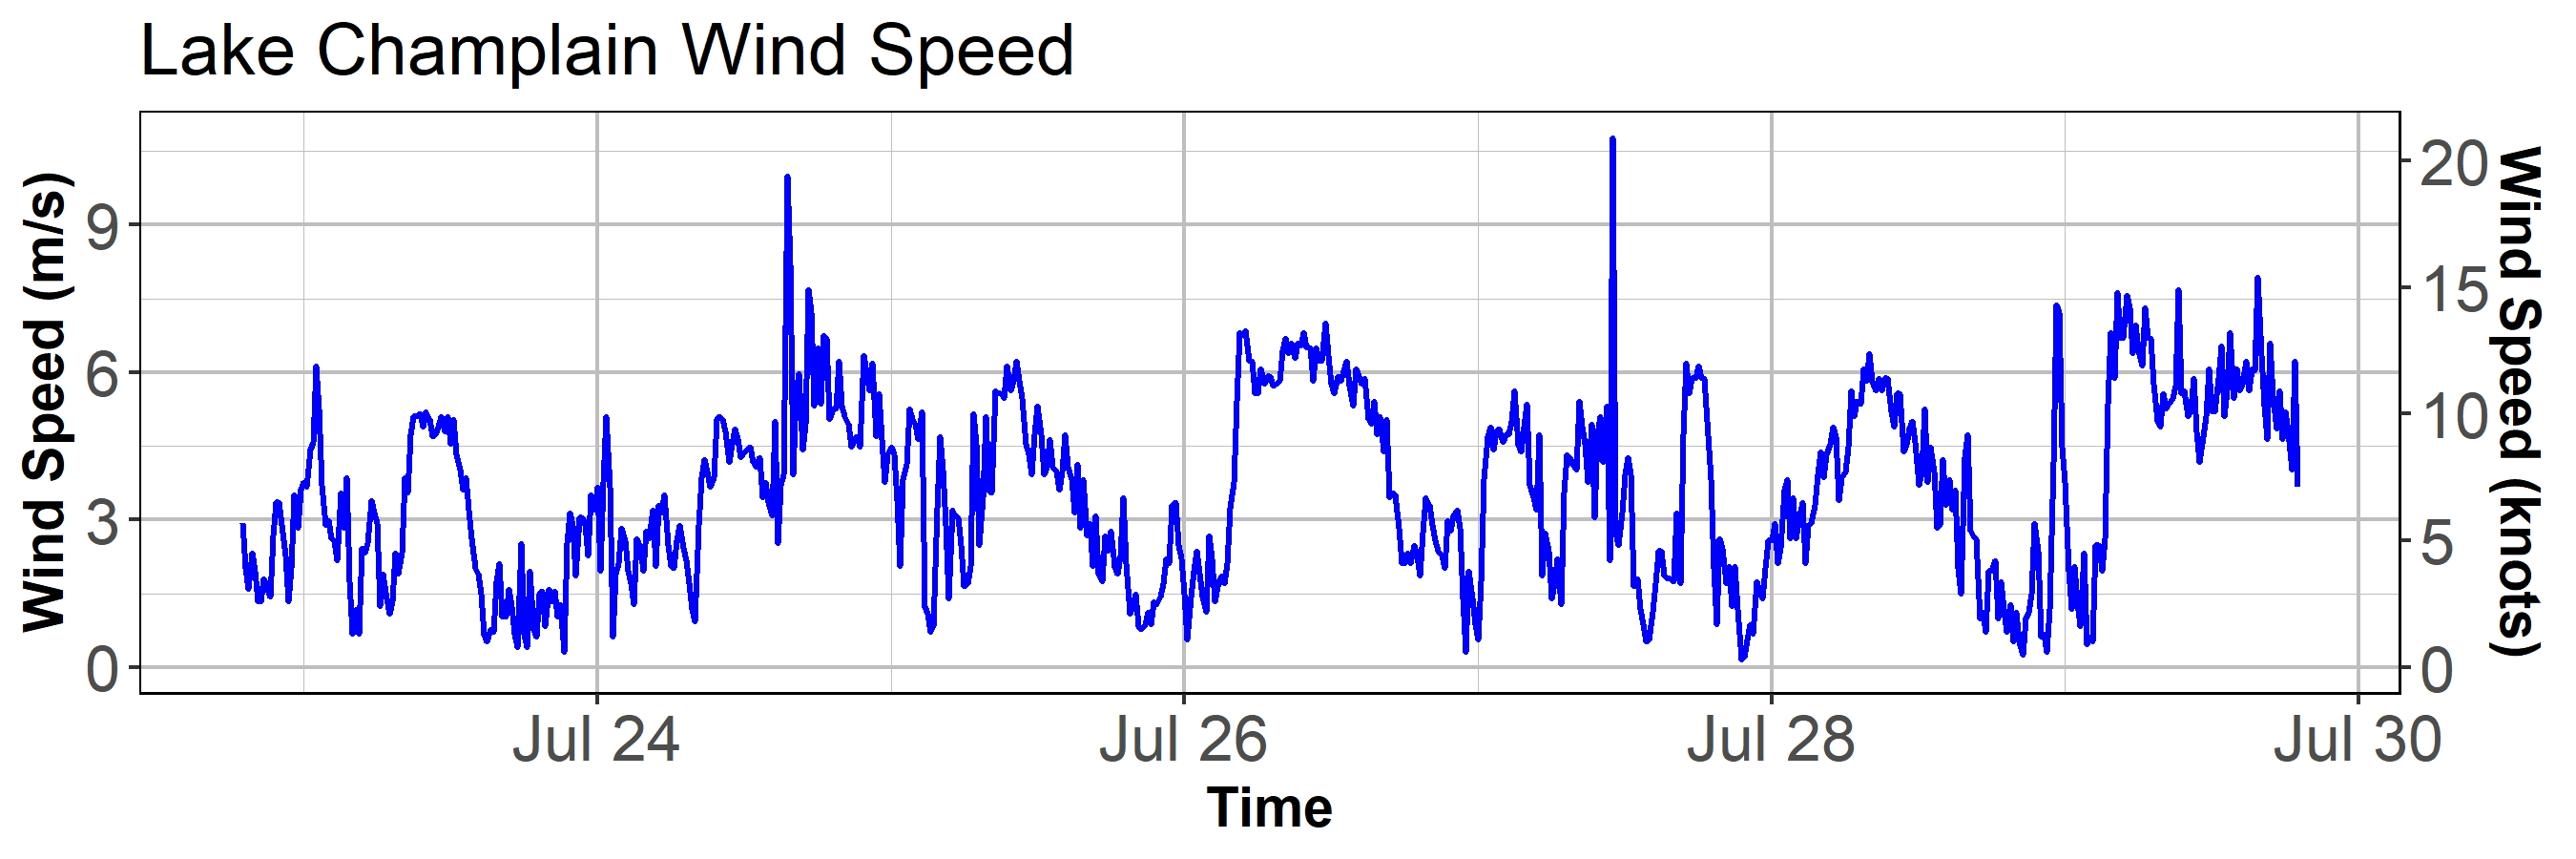 Lake Champlain Wind Speed
Wind Speed (m/s)
9
6
3
0
20
15
10
5
0
Wind Speed (knots)
Jul 24
Jul 26
Jul 28
Jul 30
Time